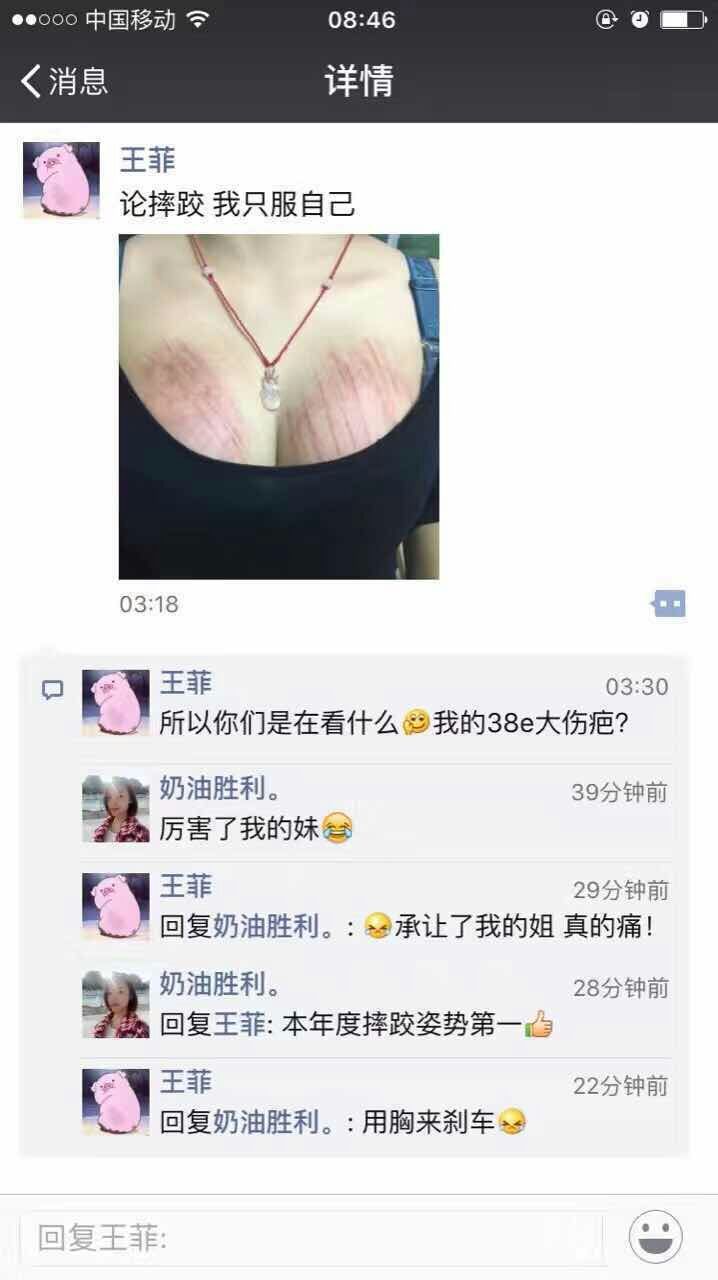 中国移动 08:46
消息 详情
王菲
论摔跤 我只服自己
03:18
王菲 03:30
所以你们是在看什么🤔我的38e大伤疤?
奶油胜利。 39分钟前
厉害了我的妹😂
王菲 29分钟前
回复奶油胜利。: 😣承让了我的姐 真的痛!
奶油胜利。 28分钟前
回复王菲: 本年度摔跤姿势第一👍
王菲 22分钟前
回复奶油胜利。: 用胸来刹车😣
回复王菲: